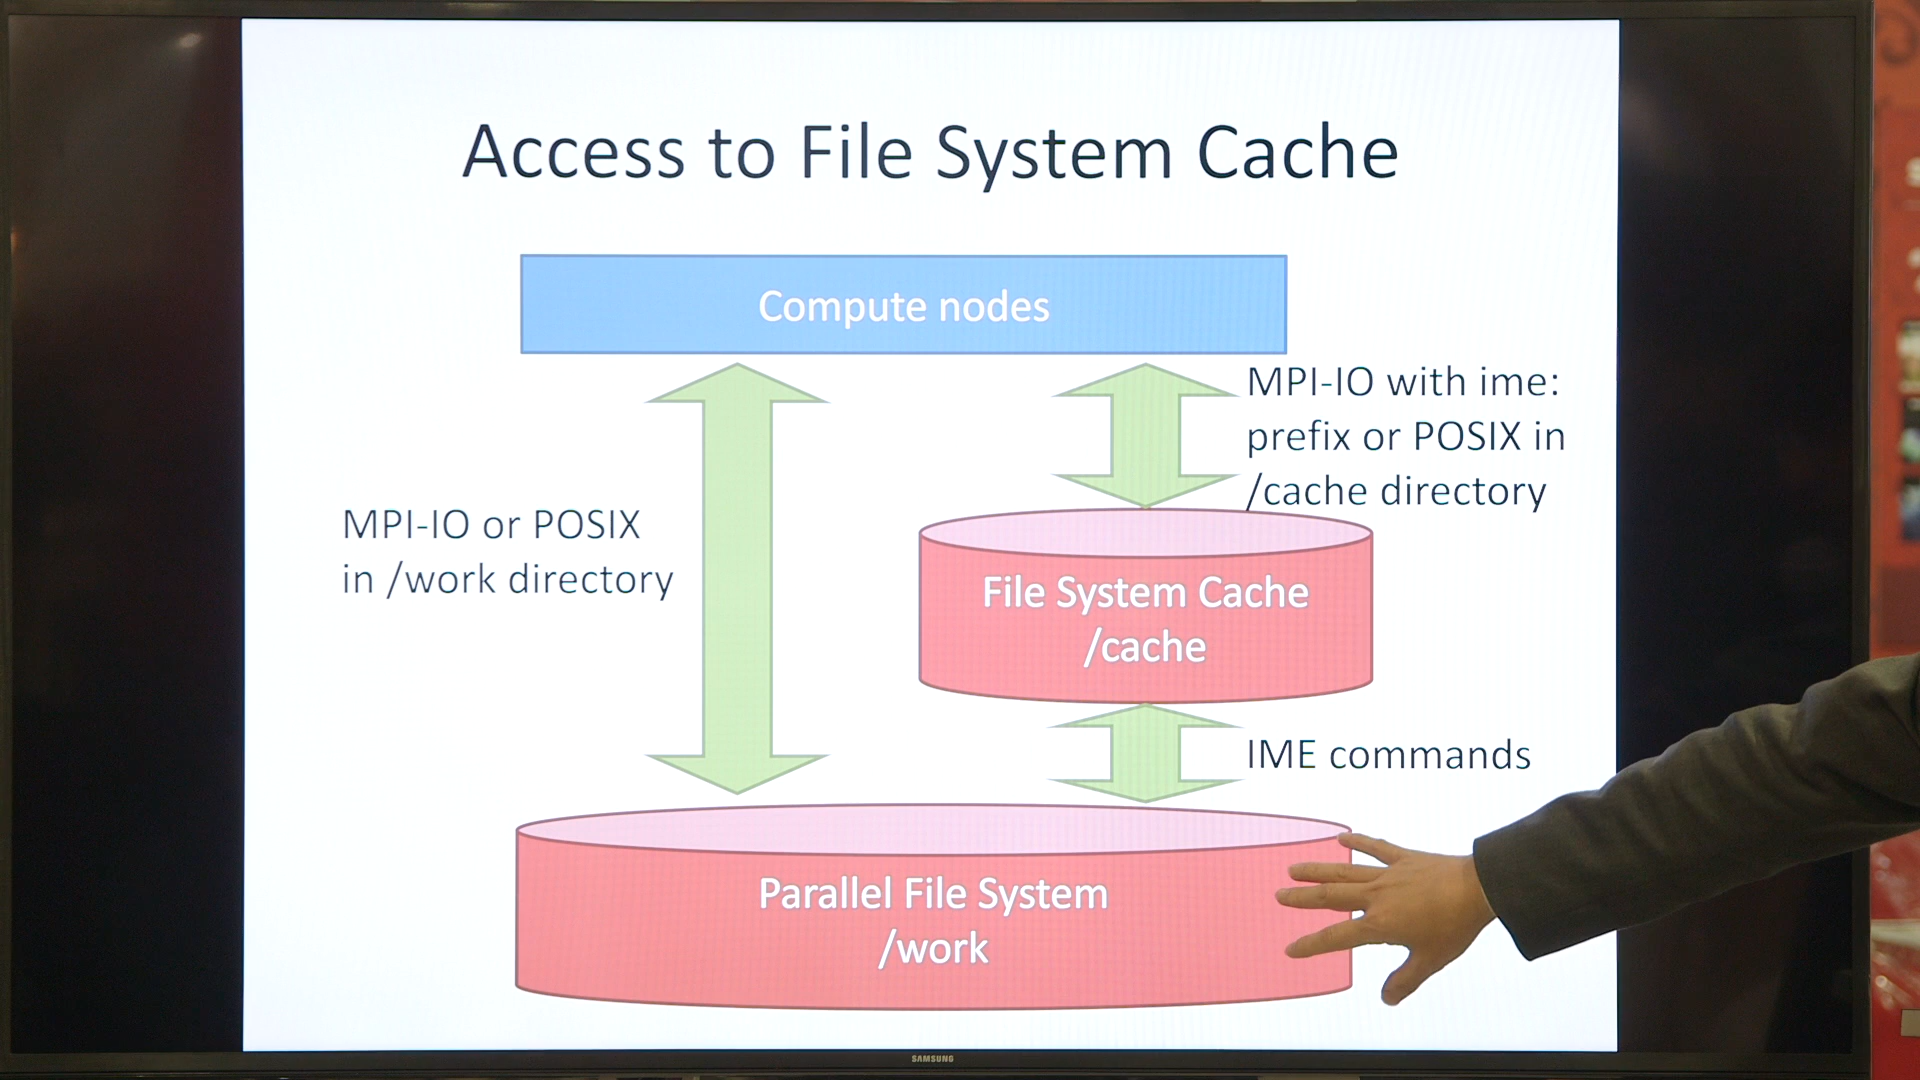 Access to File System Cache
Compute nodes
MPI-IO with ime:
prefix or POSIX in
/cache directory
MPI-IO or POSIX
in /work directory
File System Cache
/cache
IME commands
Parallel File System
/work
SAMSUNG